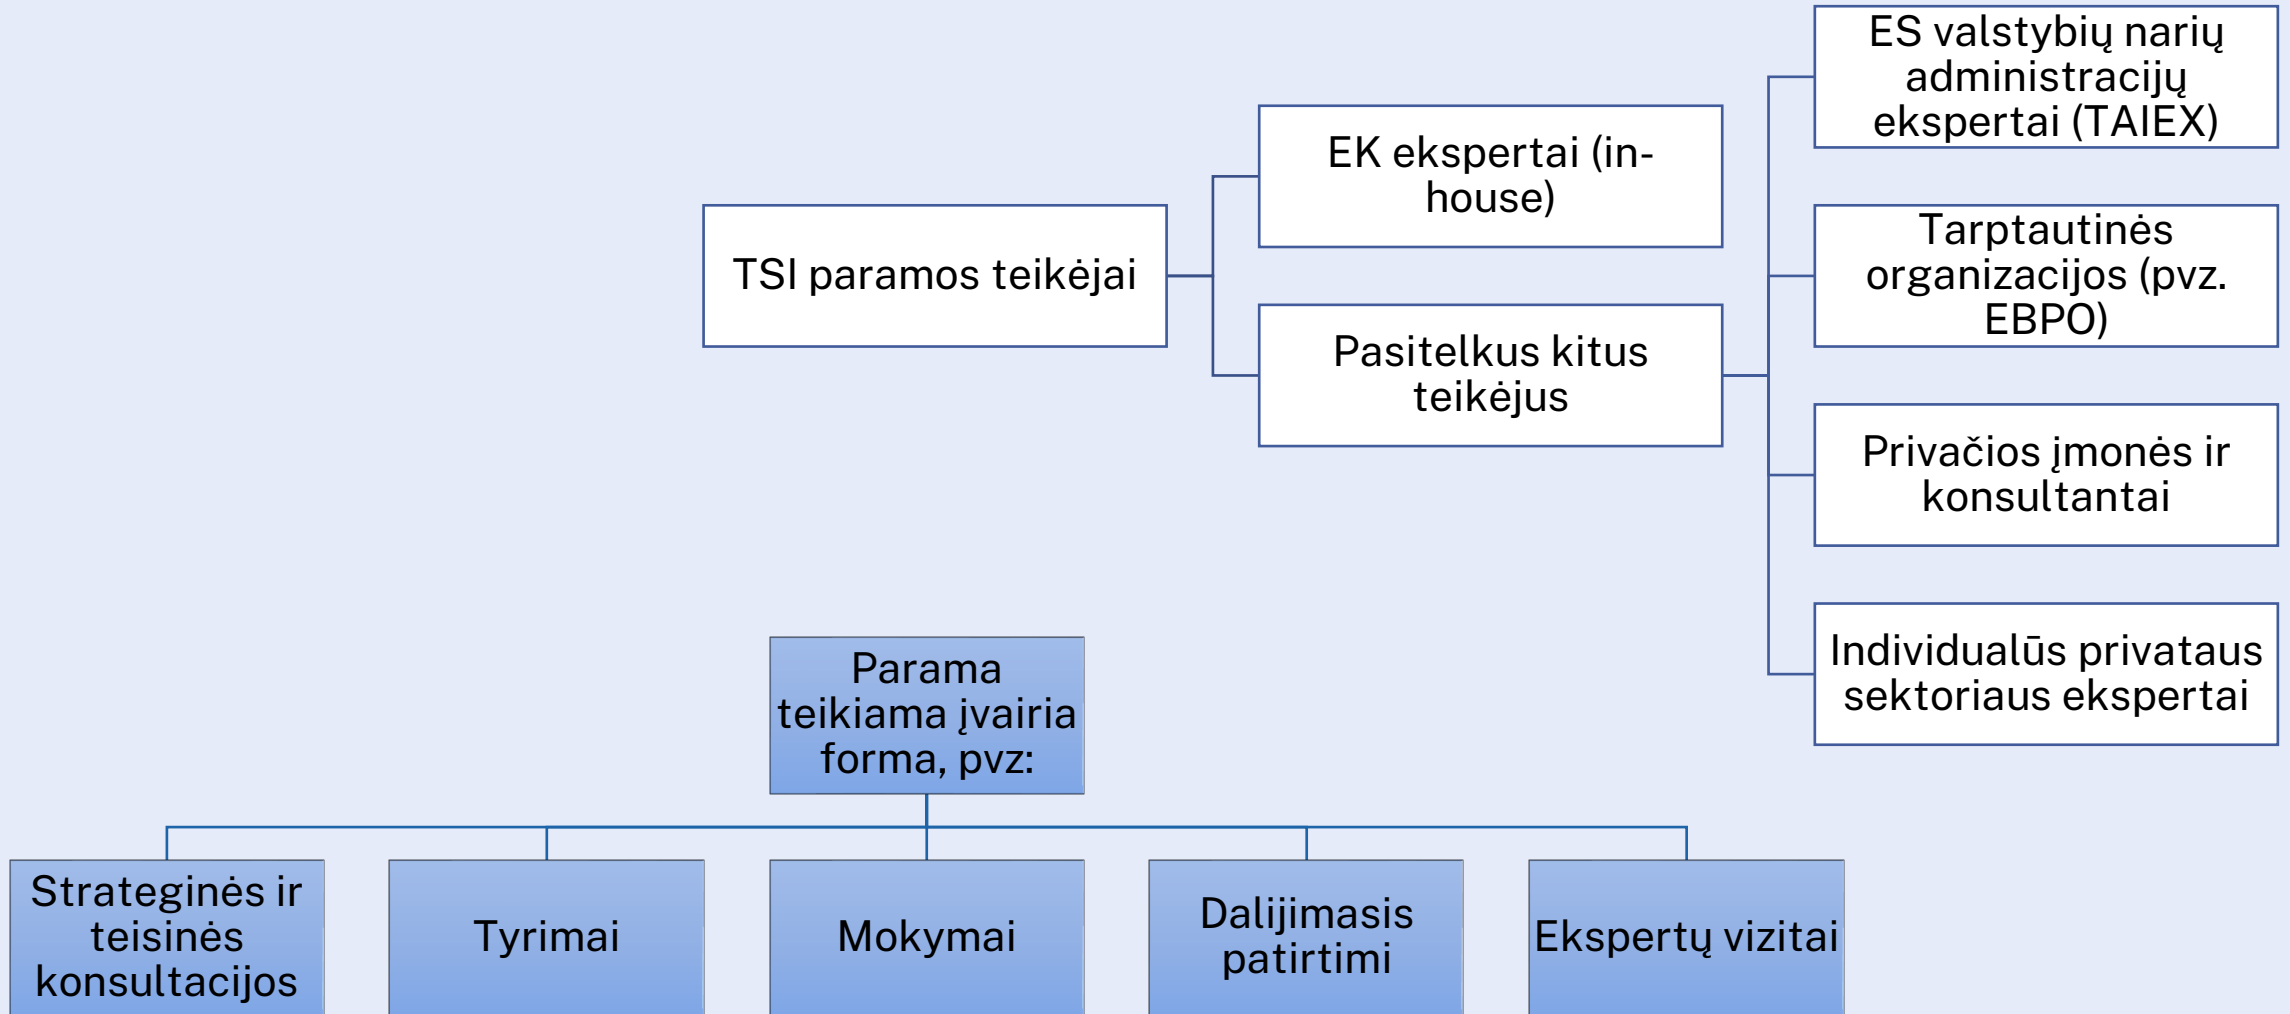 TSI paramos teikėjai
EK ekspertai (in-
house)
Pasitelkus kitus
teikėjus
ES valstybių narių
administracijų
ekspertai (TAIEX)
Tarptautinės
organizacijos (pvz.
EBPO)
Privačios įmonės ir
konsultantai
Individualūs privataus
sektoriaus ekspertai
Parama
teikiama įvairia
forma, pvz:
Strateginės ir
teisinės
konsultacijos
Tyrimai
Mokymai
Dalijimasis
patirtimi
Ekspertų vizitai